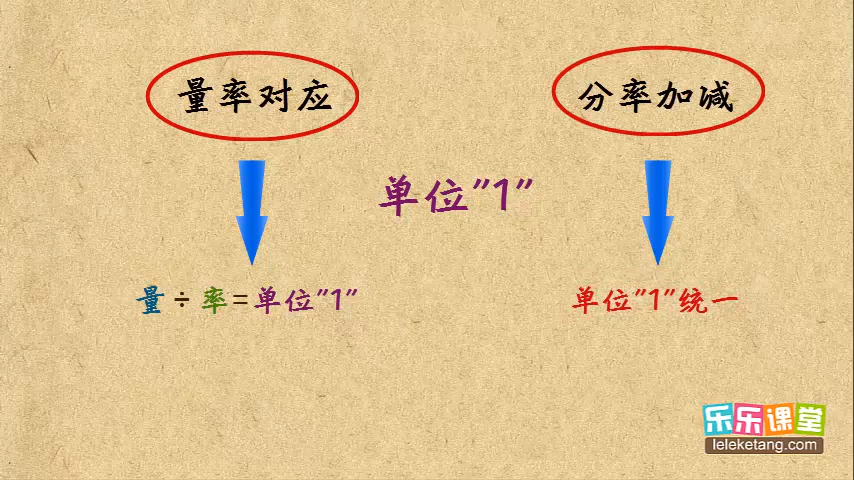 量率对应
分率加减
单位"1"
量÷率=单位"1"
单位"1"统一
乐乐课堂
leleketang.com